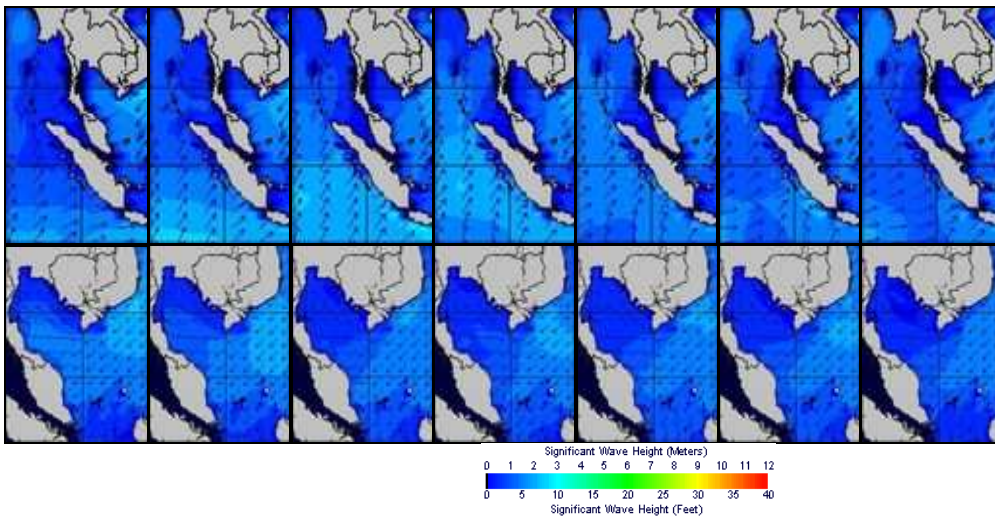 Significant Wave Height (Meters)
0 1 2 3 4 5 6 7 8 9 10 11 12
0 5 10 15 20 25 30 35 40
Significant Wave Height (Feet)